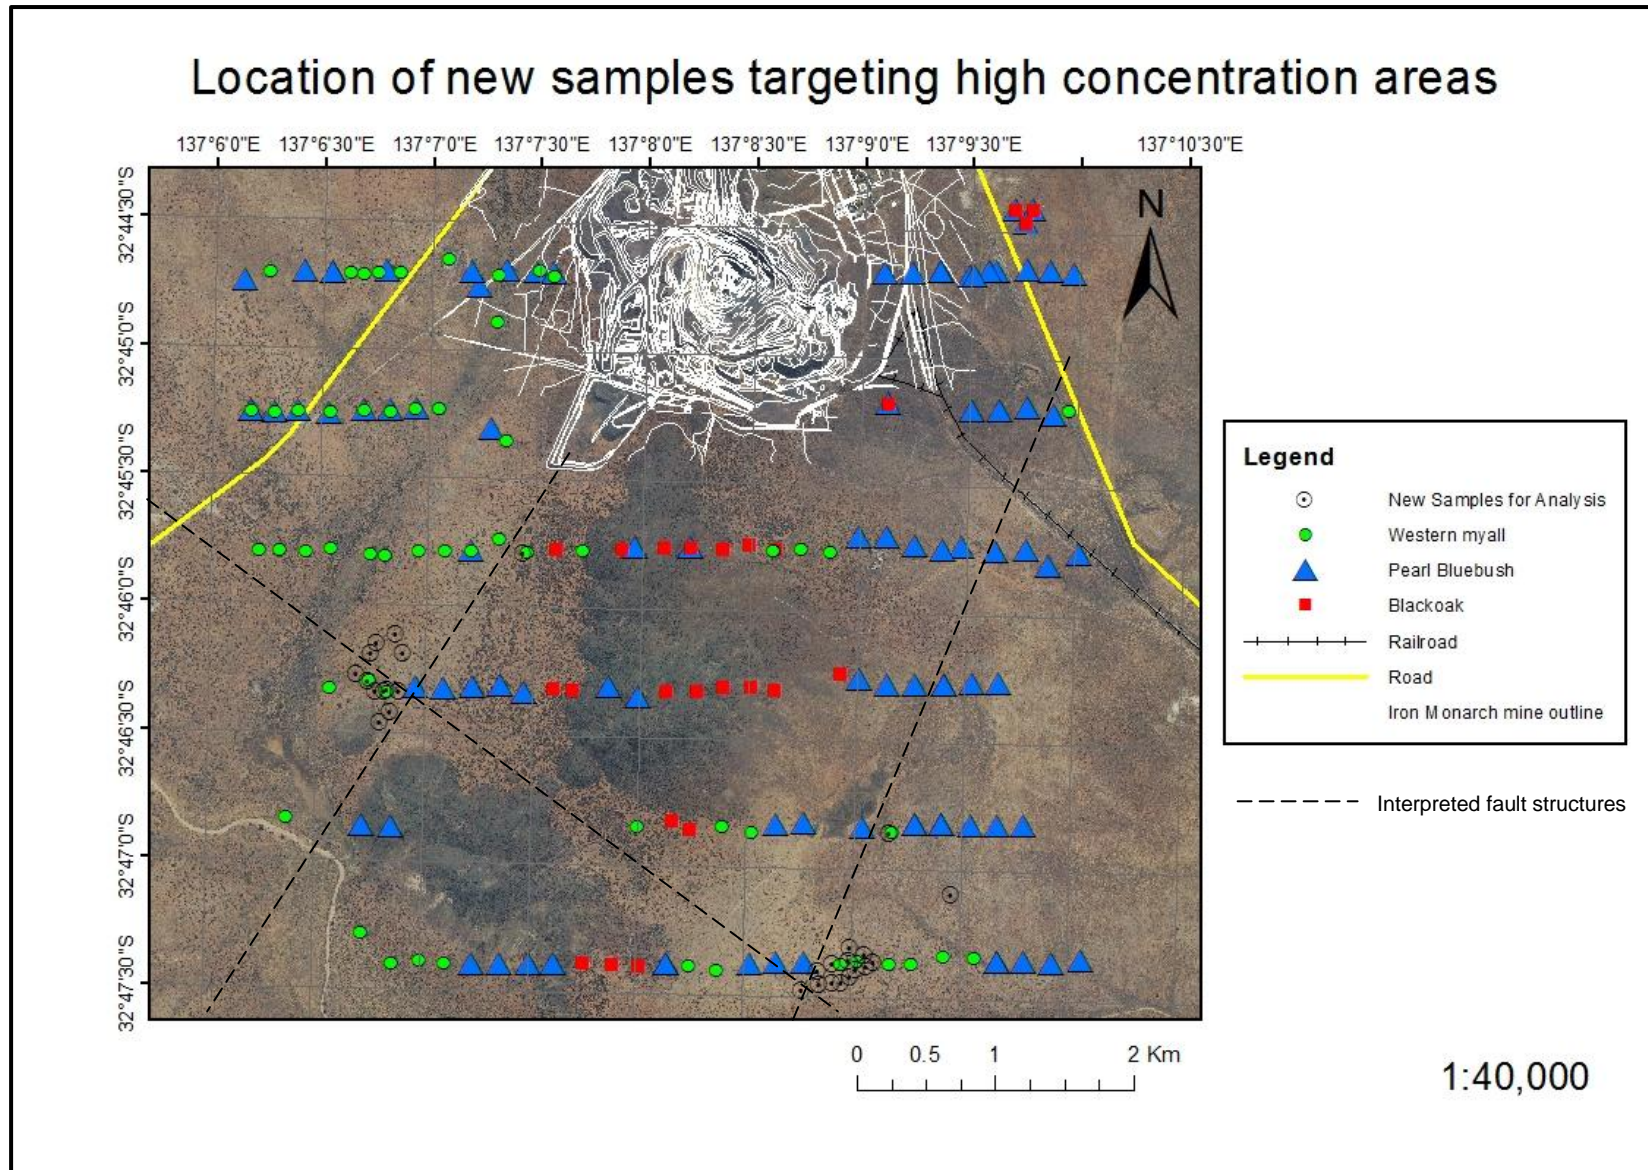 Location of new samples targeting high concentration areas
137°6'0"E 137°6'30"E 137°7'0"E 137°7'30"E 137°8'0"E 137°8'30"E 137°9'0"E 137°9'30"E 137°10'30"E
32°44'30"S
32°45'0"S
32°45'30"S
32°46'0"S
32°46'30"S
32°47'0"S
32°47'30"S
N
Legend
New Samples for Analysis
Western myall
Pearl Bluebush
Blackoak
Railroad
Road
Iron Monarch mine outline
Interpreted fault structures
0 0.5 1 2 Km
1:40,000